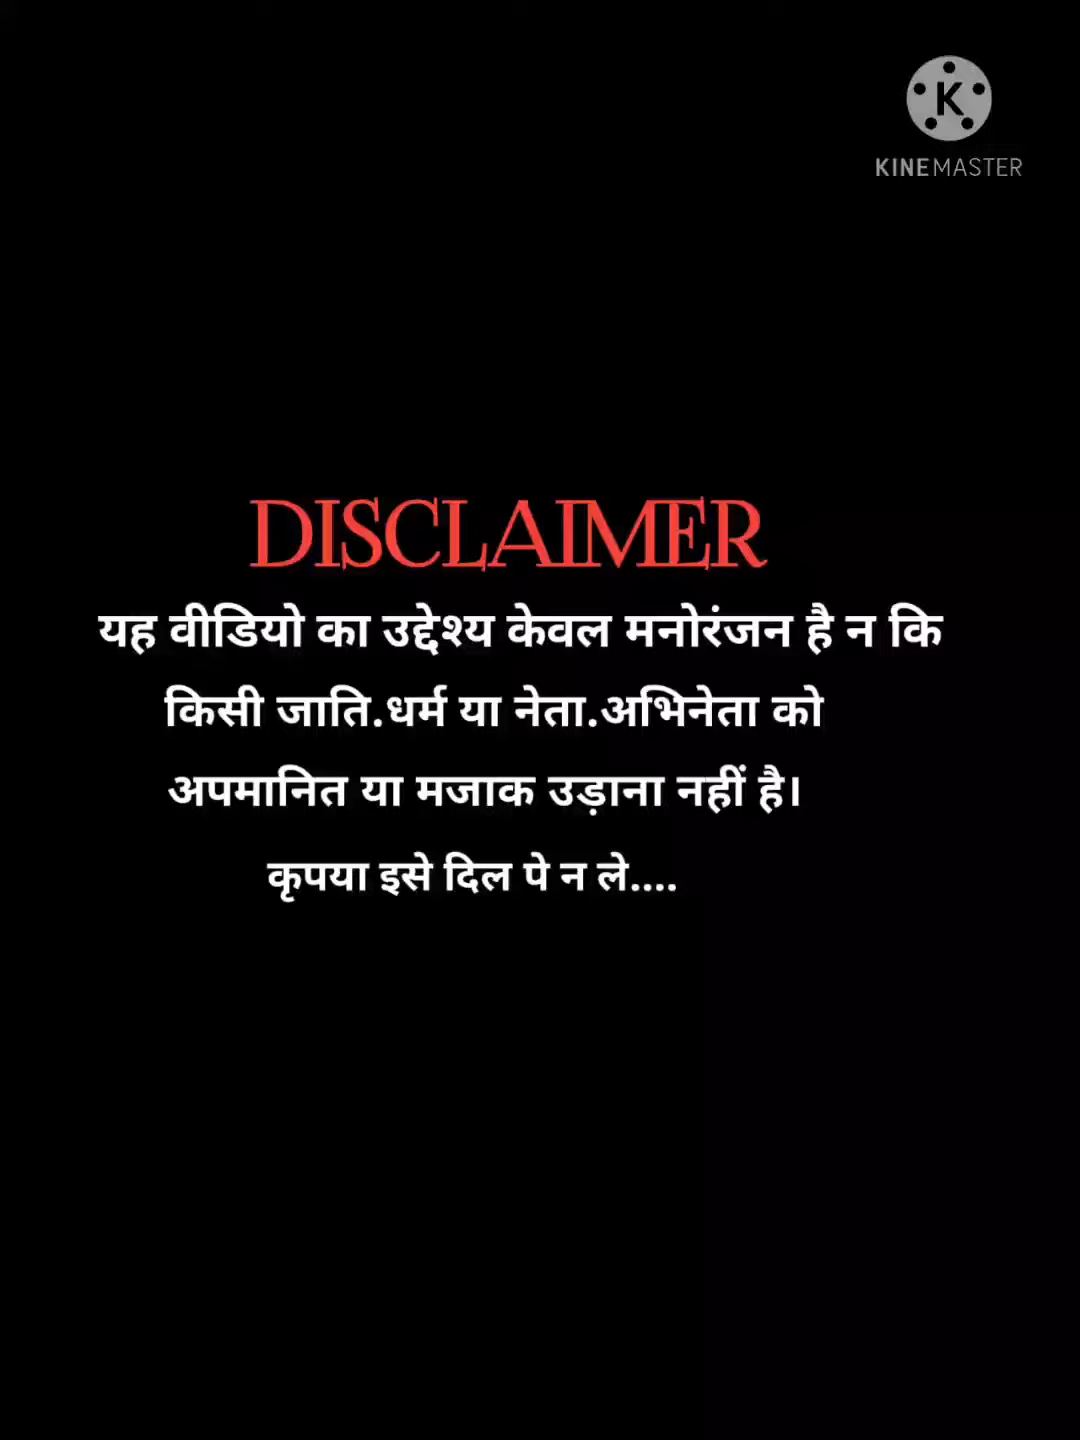 K
KINEMASTER
DISCLAIMER
यह वीडियो का उद्देश्य केवल मनोरंजन है न कि
किसी जाति.धर्म या नेता.अभिनेता को
अपमानित या मजाक उड़ाना नहीं है।
कृपया इसे दिल पे न ले....